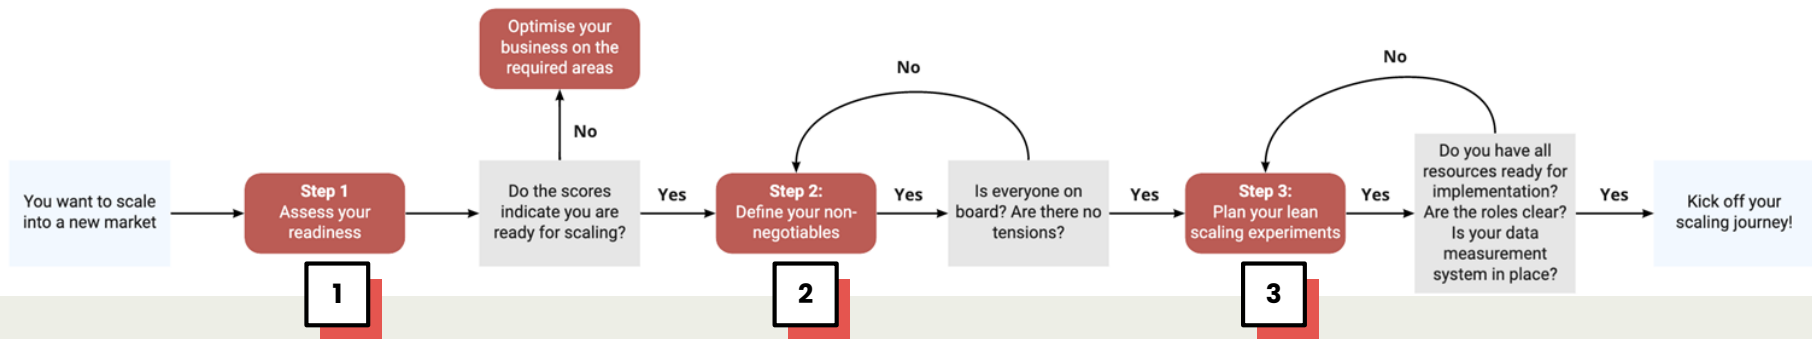 You want to scale
into a new market
Step 1
Assess your
readiness
Do the scores
indicate you are
ready for scaling?
No
Optimise your
business on the
required areas
Yes
Step 2:
Define your non-
negotiables
Yes
Is everyone on
board? Are there no
tensions?
No
Yes
Step 3:
Plan your lean
scaling experiments
Yes
Do you have all
resources ready for
implementation?
Are the roles clear?
Is your data
measurement
system in place?
No
Yes
Kick off your
scaling journey!
1
2
3